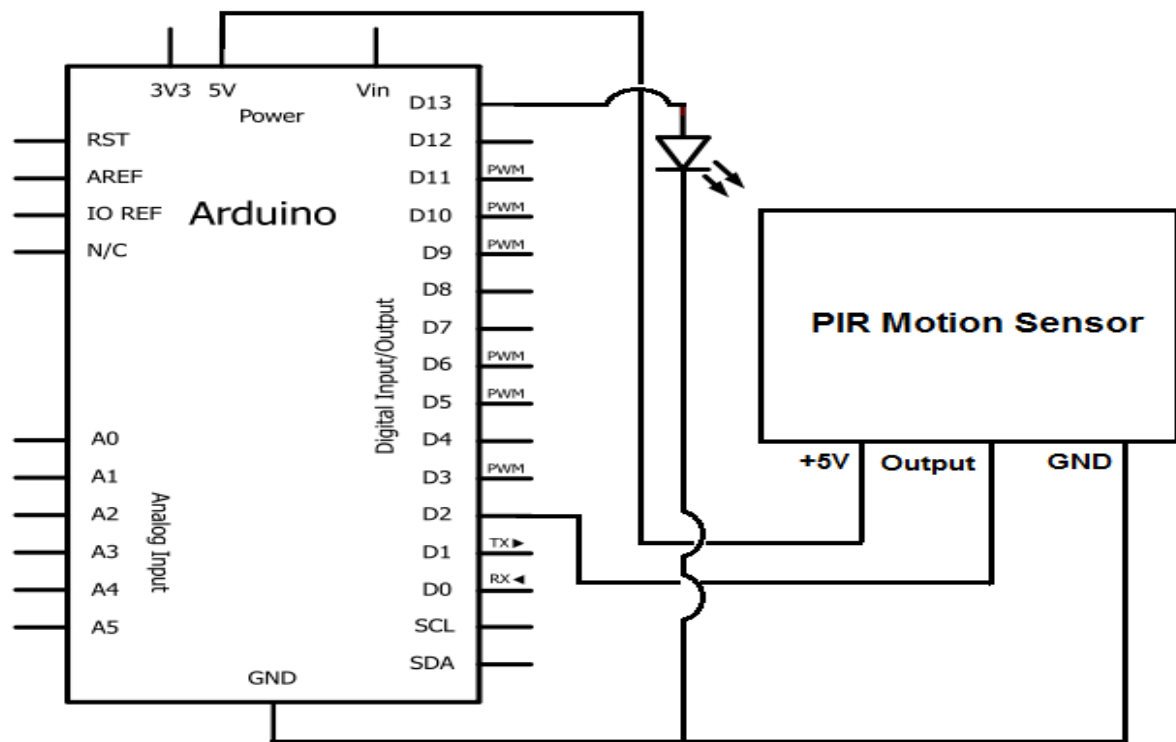 3V3 5V Vin
Power
D13
RST
D12
AREF
D11 PWM
IO REF
Arduino
D10 PWM
N/C
D9 PWM
D8
D7
D6 PWM
D5 PWM
Digital Input/Output
PIR Motion Sensor
A0
D4
+5V Output GND
A1
D3 PWM
A2
D2
A3
D1 TX►
A4
D0 RX◄
A5
Analog Input
SCL
SDA
GND